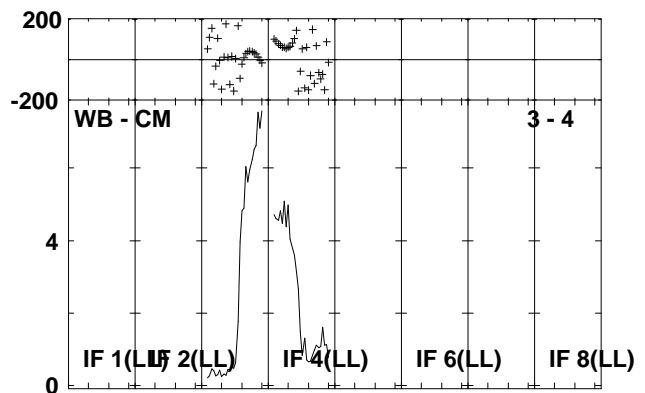 200
-200
WB - CM 3 - 4
4
IF 1(LL) IF 2(LL) IF 4(LL) IF 6(LL) IF 8(LL)
0